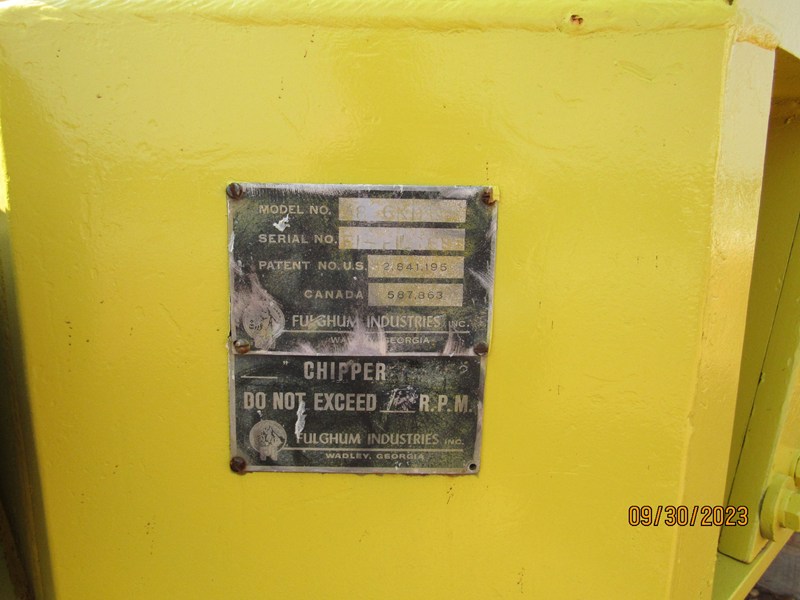 MODEL NO.
SERIAL NO.
PATENT NO. U.S. 2,841,195
CANADA 587,863
FULGHUM INDUSTRIES INC.
WADLEY, GEORGIA
" CHIPPER
DO NOT EXCEED R.P.M.
FULGHUM INDUSTRIES INC.
WADLEY, GEORGIA
09/30/2023